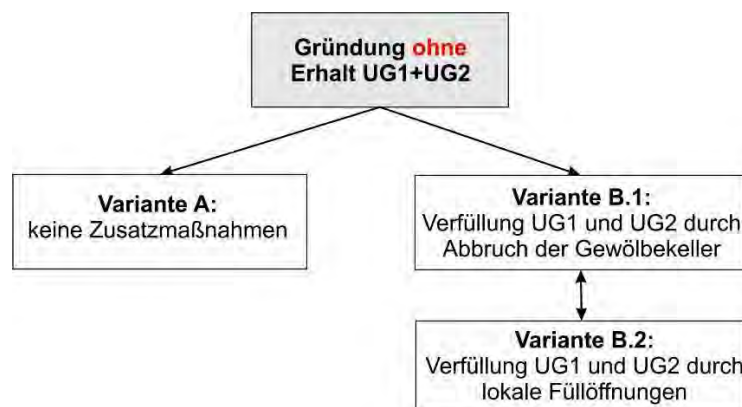 Gründung ohne
Erhalt UG1+UG2
Variante A:
keine Zusatzmaßnahmen
Variante B.1:
Verfüllung UG1 und UG2 durch
Abbruch der Gewölbekeller
Variante B.2:
Verfüllung UG1 und UG2 durch
lokale Füllöffnungen